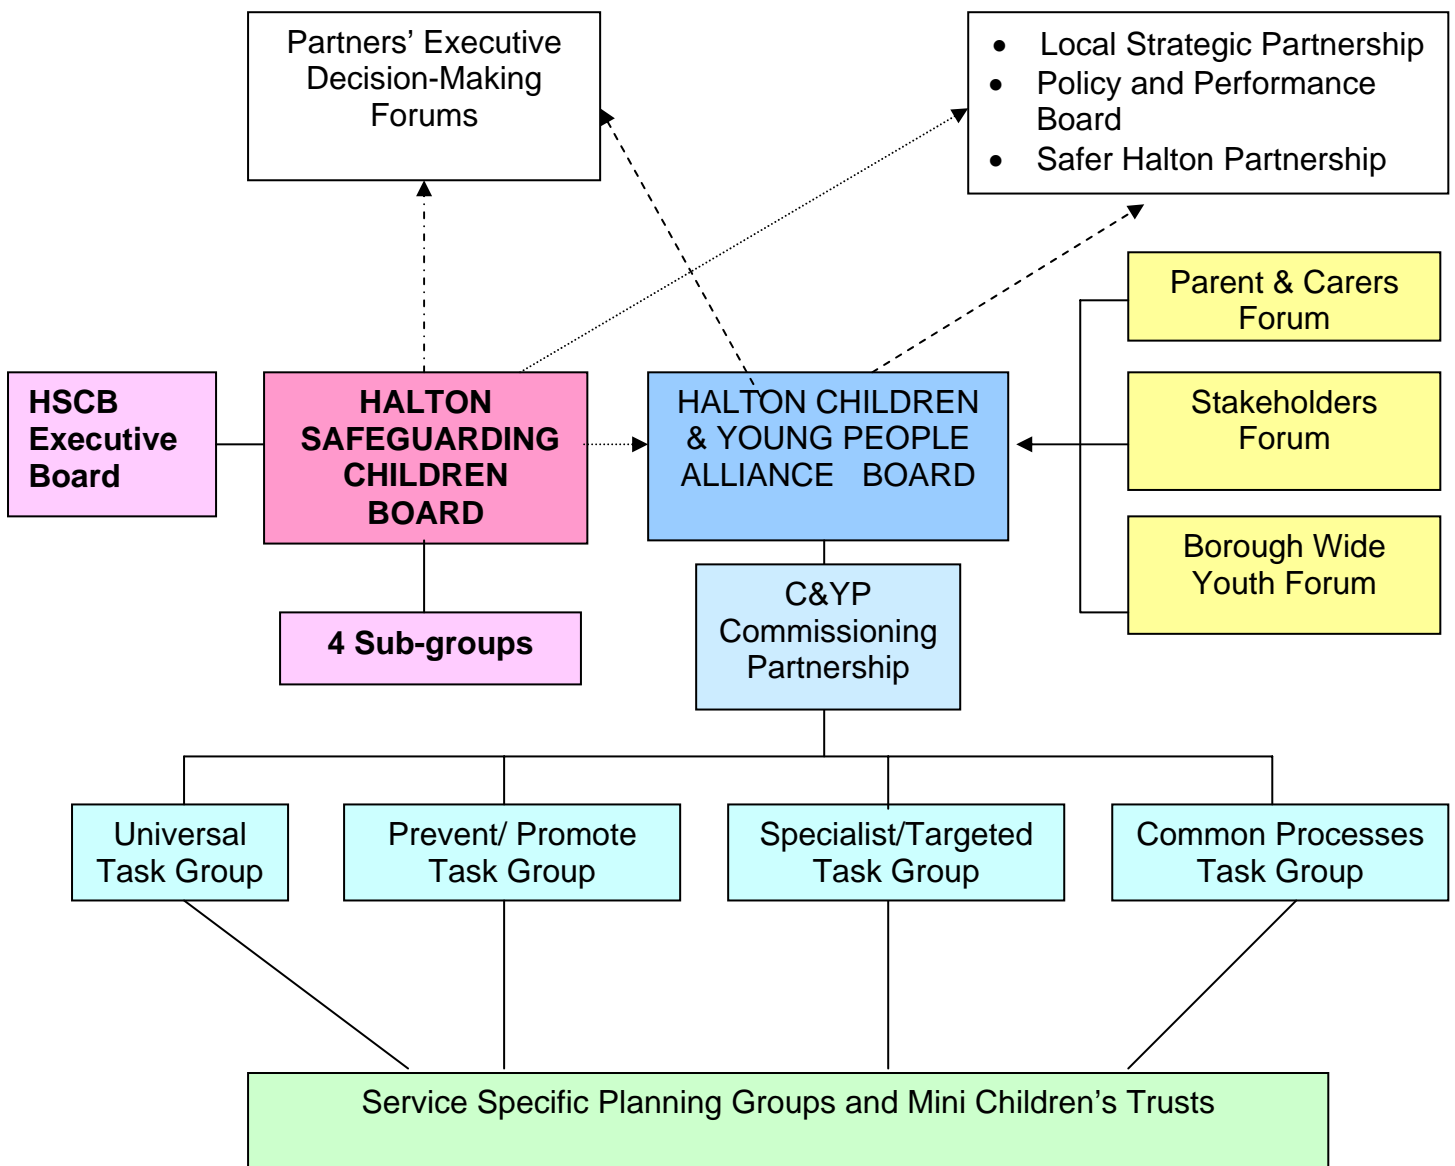 Partners’ Executive
Decision-Making
Forums
• Local Strategic Partnership
• Policy and Performance
Board
• Safer Halton Partnership
Parent & Carers
Forum
HSCB
Executive
Board
HALTON
SAFEGUARDING
CHILDREN
BOARD
HALTON CHILDREN
& YOUNG PEOPLE
ALLIANCE BOARD
Stakeholders
Forum
Borough Wide
Youth Forum
4 Sub-groups
C&YP
Commissioning
Partnership
Universal
Task Group
Prevent/ Promote
Task Group
Specialist/Targeted
Task Group
Common Processes
Task Group
Service Specific Planning Groups and Mini Children’s Trusts